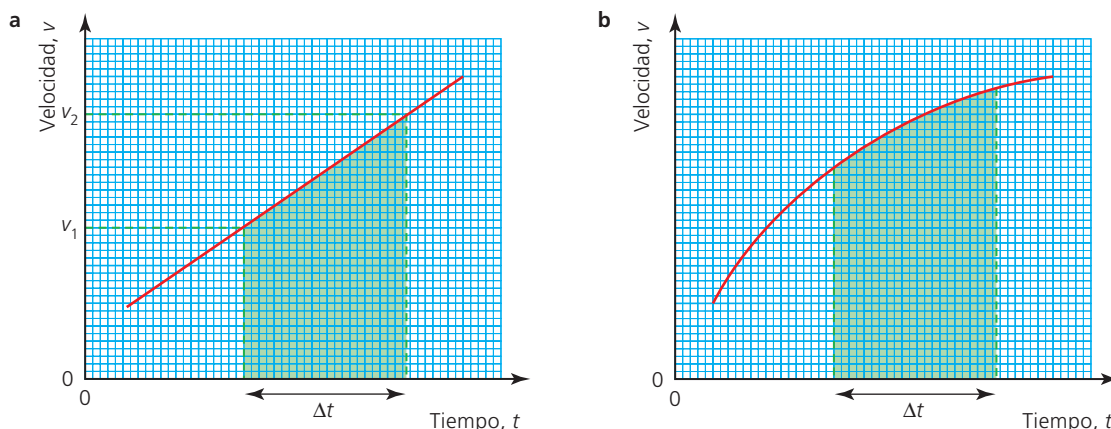 a
Velocidad, v
v2
v1
0
0
Δt
Tiempo, t
b
Velocidad, v
0
0
Δt
Tiempo, t